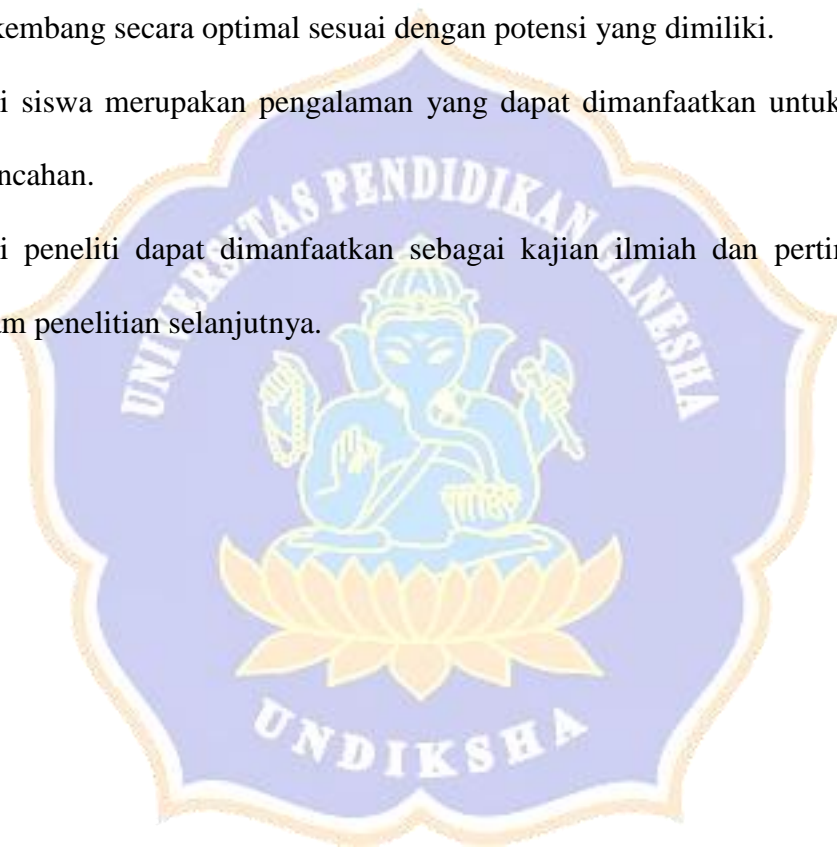 kembang secara optimal sesuai dengan potensi yang dimiliki.
i siswa merupakan pengalaman yang dapat dimanfaatkan untuk
ncahan.
i peneliti dapat dimanfaatkan sebagai kajian ilmiah dan pertin
am penelitian selanjutnya.
UNIVERSITAS PENDIDIKAN GANESHA
UNDIKSHA